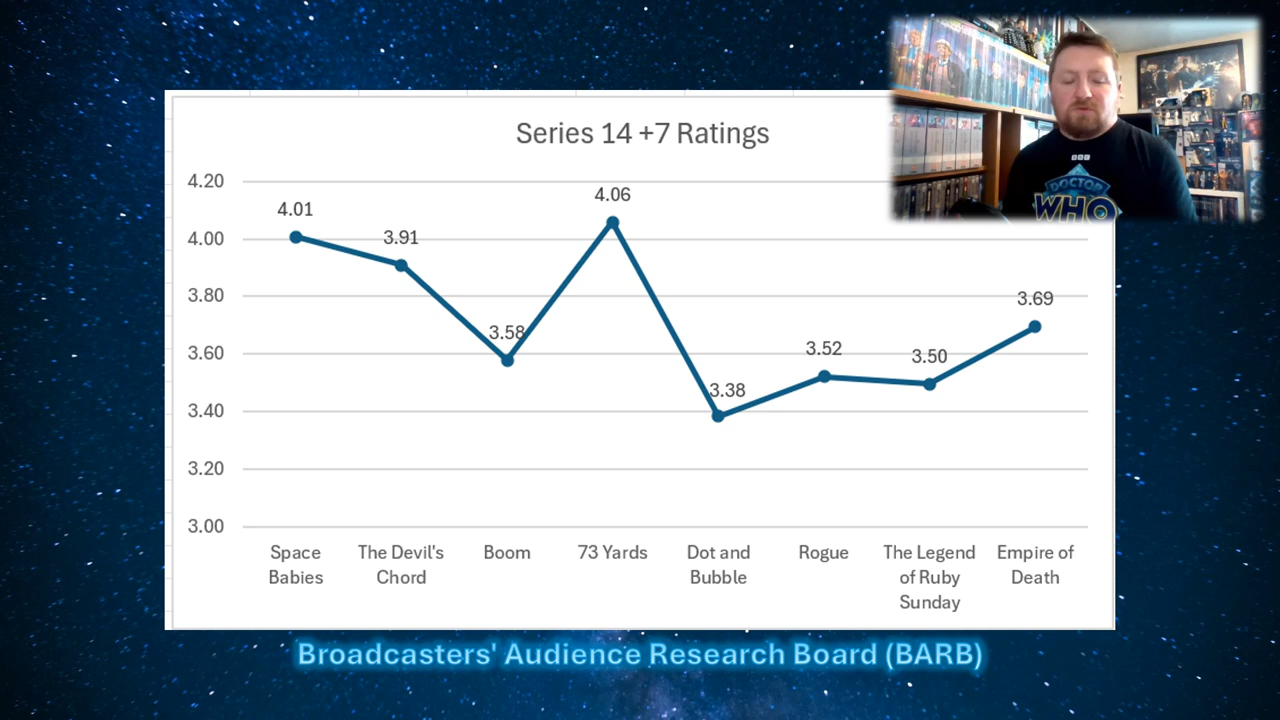 Series 14 +7 Ratings
4.20
4.00
3.80
3.60
3.40
3.20
3.00
4.01
3.91
3.58
4.06
3.38
3.52
3.50
3.69
Space Babies
The Devil's Chord
Boom
73 Yards
Dot and Bubble
Rogue
The Legend of Ruby Sunday
Empire of Death
BBC
DOCTOR
WHO
Broadcasters' Audience Research Board (BARB)